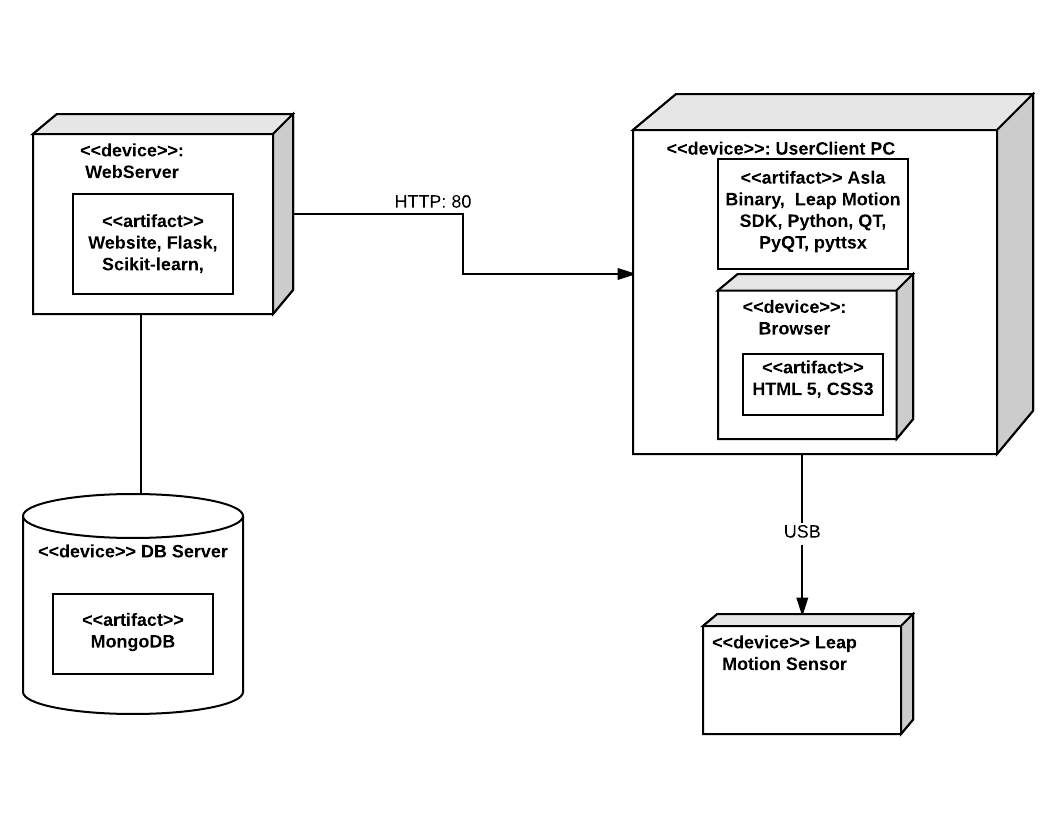 <<device>>:
WebServer
<<artifact>>
Website, Flask,
Scikit-learn,
HTTP: 80
<<device>>: UserClient PC
<<artifact>> Asla
Binary,  Leap Motion
SDK, Python, QT,
PyQT, pyttsx
<<device>>:
Browser
<<artifact>>
HTML 5, CSS3
USB
<<device>> DB Server
<<artifact>>
MongoDB
<<device>> Leap
Motion Sensor